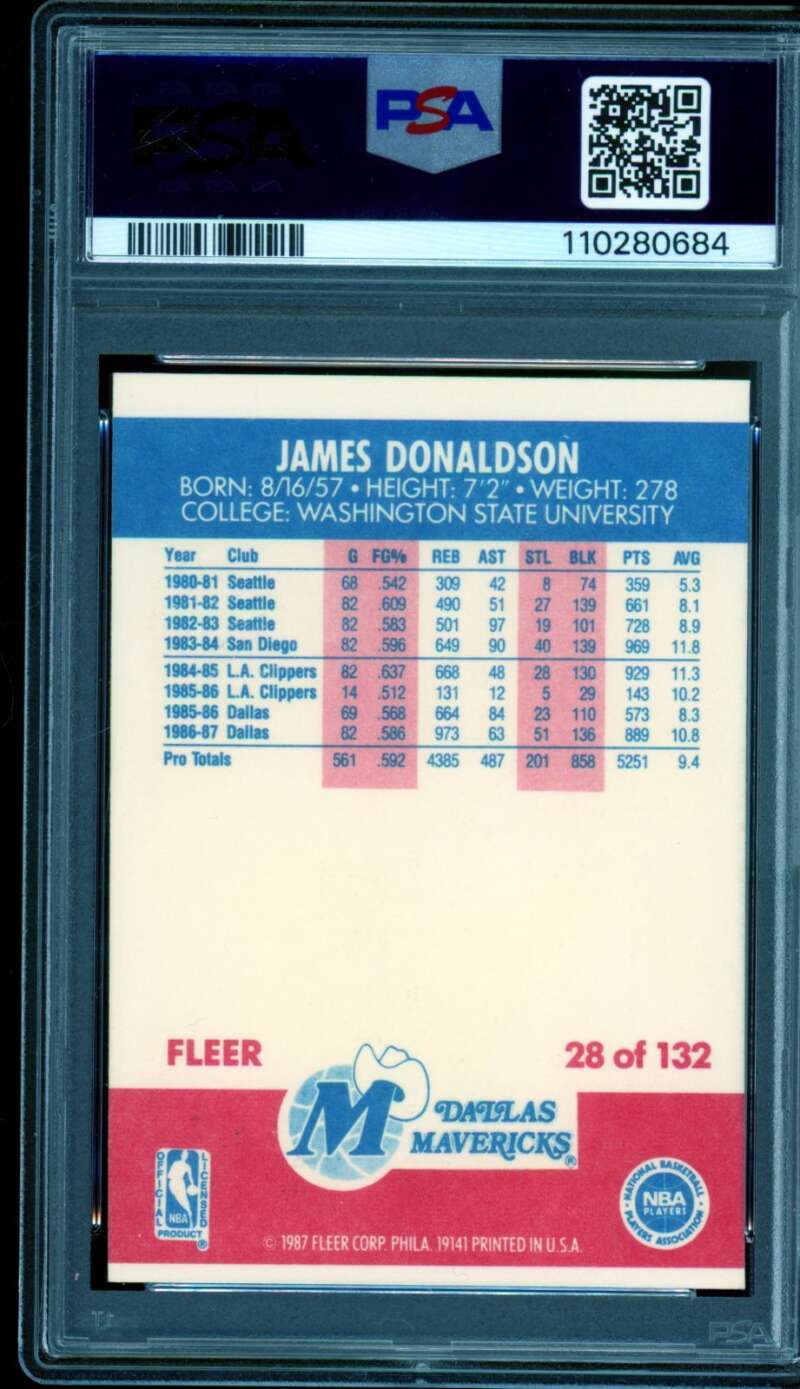 PSA
PSA
110280684
JAMES DONALDSON
BORN: 8/16/57 • HEIGHT: 7'2" • WEIGHT: 278
COLLEGE: WASHINGTON STATE UNIVERSITY
Year Club G FG% REB AST STL BLK PTS AVG
1980-81 Seattle 68 .542 309 42 8 74 359 5.3
1981-82 Seattle 82 .609 490 51 27 139 661 8.1
1982-83 Seattle 82 .583 501 97 19 101 728 8.9
1983-84 San Diego 82 .596 649 90 40 139 969 11.8
1984-85 L.A. Clippers 82 .637 668 48 28 130 929 11.3
1985-86 L.A. Clippers 14 .512 131 12 5 29 143 10.2
1985-86 Dallas 69 .568 664 84 23 110 573 8.3
1986-87 Dallas 82 .586 973 63 51 136 889 10.8
Pro Totals 561 .592 4385 487 201 858 5251 9.4
FLEER 28 of 132
M DALLAS
MAVERICKS®
OFFICIAL LICENSED
NBA
PRODUCT ®
NATIONAL BASKETBALL
NBA
PLAYERS
PLAYERS ASSOCIATION
© 1987 FLEER CORP. PHILA. 19141 PRINTED IN U.S.A.
PSA